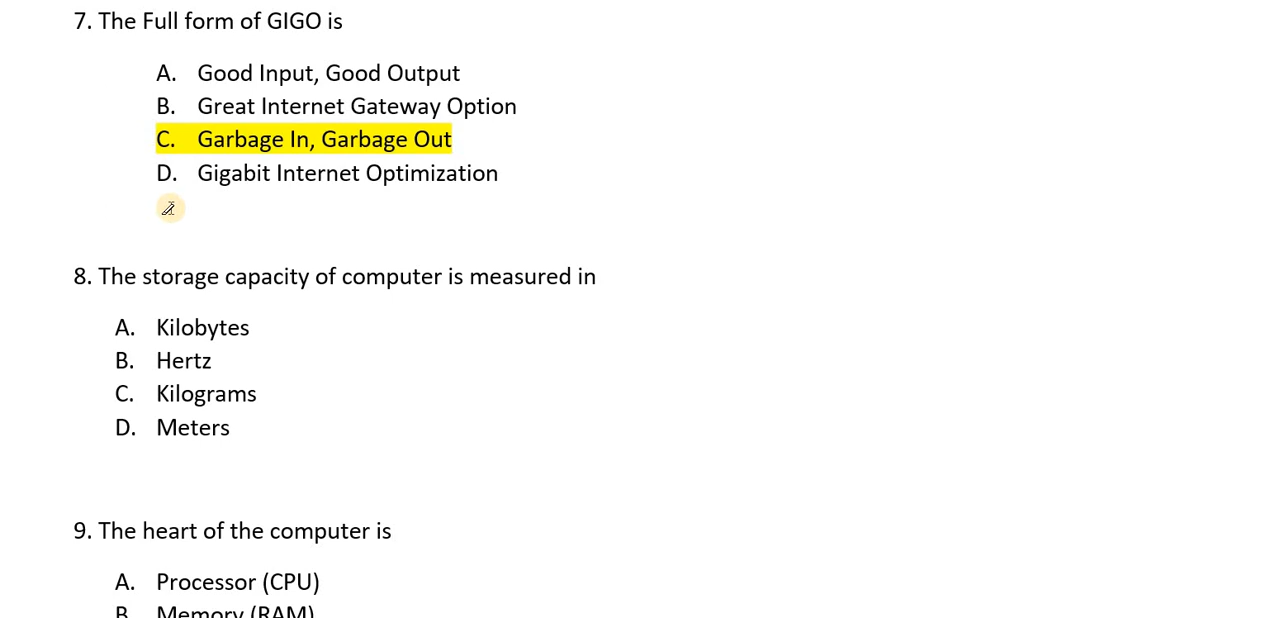 7. The Full form of GIGO is
A. Good Input, Good Output
B. Great Internet Gateway Option
C. Garbage In, Garbage Out
D. Gigabit Internet Optimization
8. The storage capacity of computer is measured in
A. Kilobytes
B. Hertz
C. Kilograms
D. Meters
9. The heart of the computer is
A. Processor (CPU)
B. Memory (RAM)